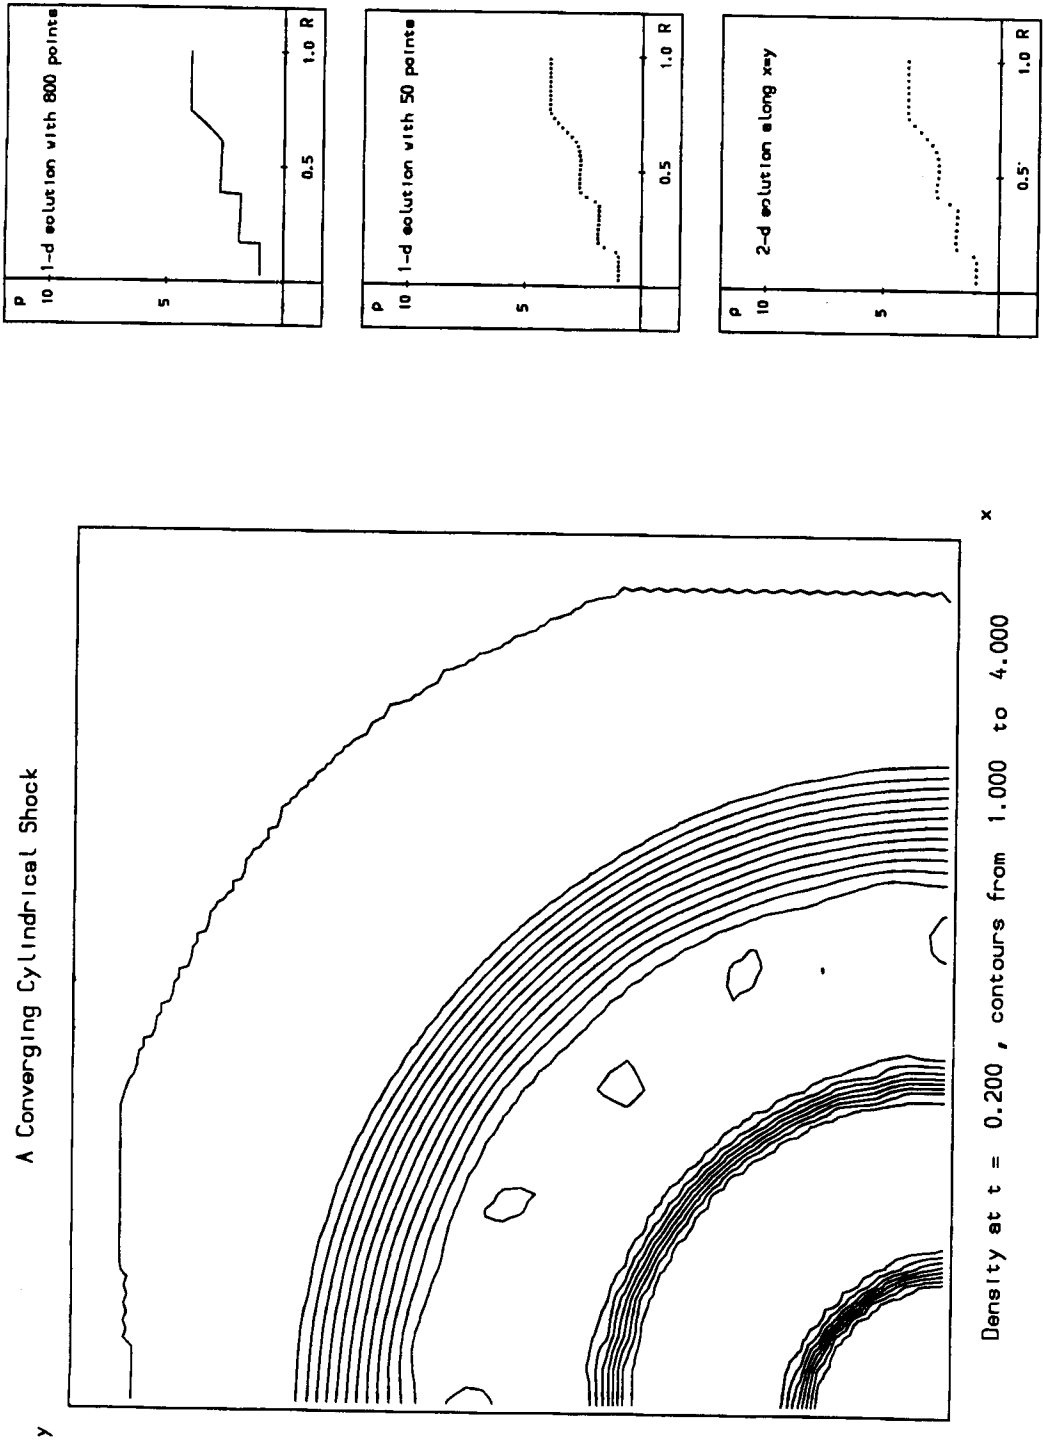 A Converging Cylindrical Shock
y
x
Density at t = 0.200 , contours from 1.000 to 4.000
ρ
10
1-d solution with 800 points
5
0.5
1.0 R
ρ
10
1-d solution with 50 points
5
0.5
1.0 R
ρ
10
2-d solution along x=y
5
0.5
1.0 R